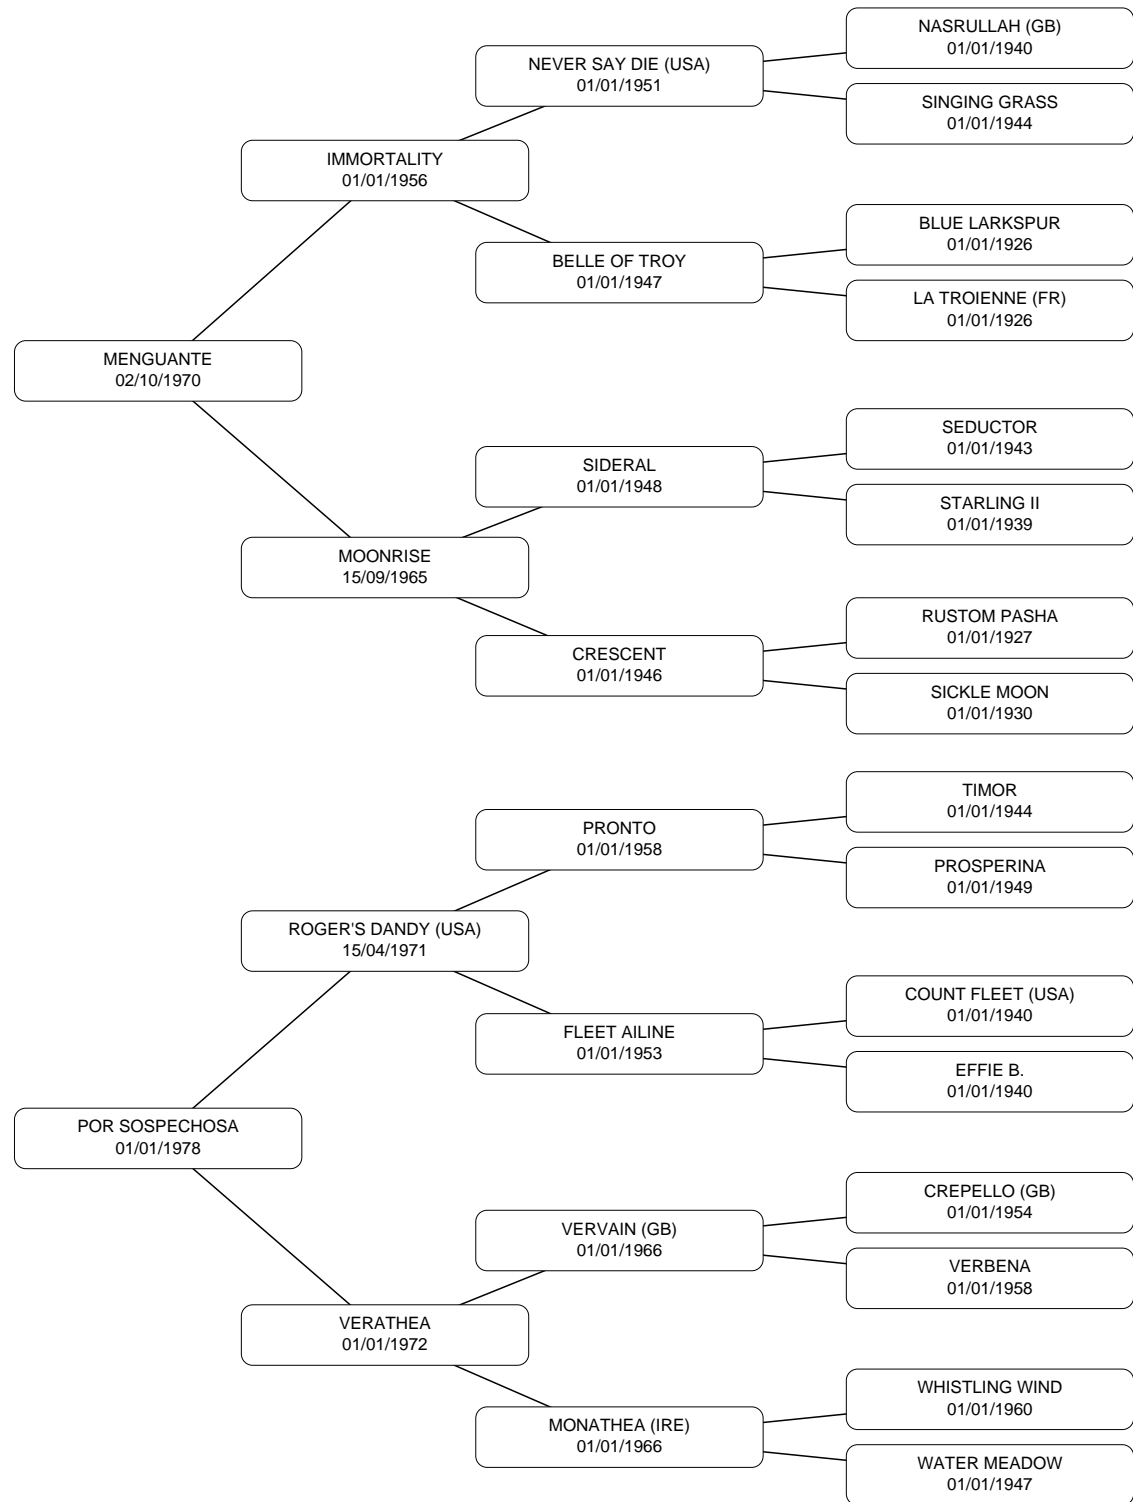 NASRULLAH (GB)
01/01/1940
NEVER SAY DIE (USA)
01/01/1951
SINGING GRASS
01/01/1944
IMMORTALITY
01/01/1956
BLUE LARKSPUR
01/01/1926
BELLE OF TROY
01/01/1947
LA TROIENNE (FR)
01/01/1926
MENGUANTE
02/10/1970
SEDUCTOR
01/01/1943
SIDERAL
01/01/1948
STARLING II
01/01/1939
MOONRISE
15/09/1965
RUSTOM PASHA
01/01/1927
CRESCENT
01/01/1946
SICKLE MOON
01/01/1930
TIMOR
01/01/1944
PRONTO
01/01/1958
PROSPERINA
01/01/1949
ROGER'S DANDY (USA)
15/04/1971
COUNT FLEET (USA)
01/01/1940
FLEET AILINE
01/01/1953
EFFIE B.
01/01/1940
POR SOSPECHOSA
01/01/1978
CREPELLO (GB)
01/01/1954
VERVAIN (GB)
01/01/1966
VERBENA
01/01/1958
VERATHEA
01/01/1972
WHISTLING WIND
01/01/1960
MONATHEA (IRE)
01/01/1966
WATER MEADOW
01/01/1947